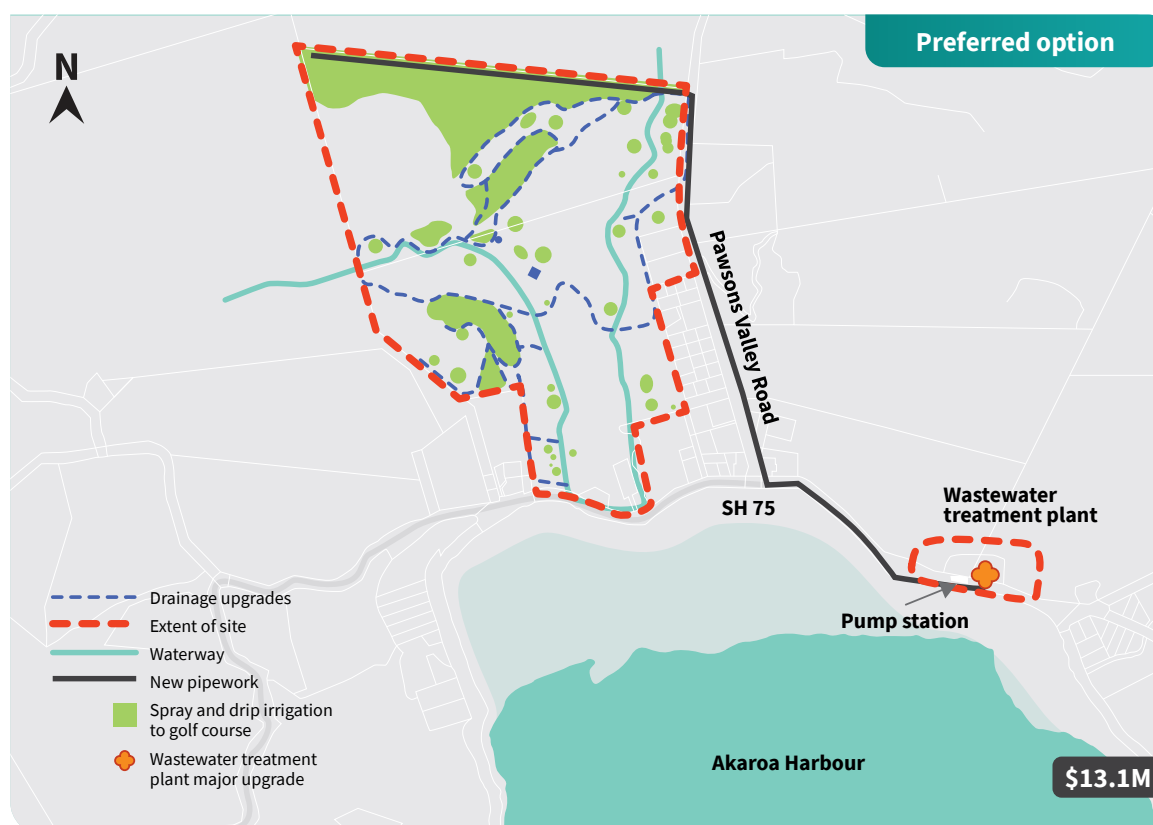 Preferred option
N
Pawsons Valley Road
SH 75
Wastewater
treatment plant
Pump station
Drainage upgrades
Extent of site
Waterway
New pipework
Spray and drip irrigation
to golf course
Wastewater treatment
plant major upgrade
Akaroa Harbour
$13.1M